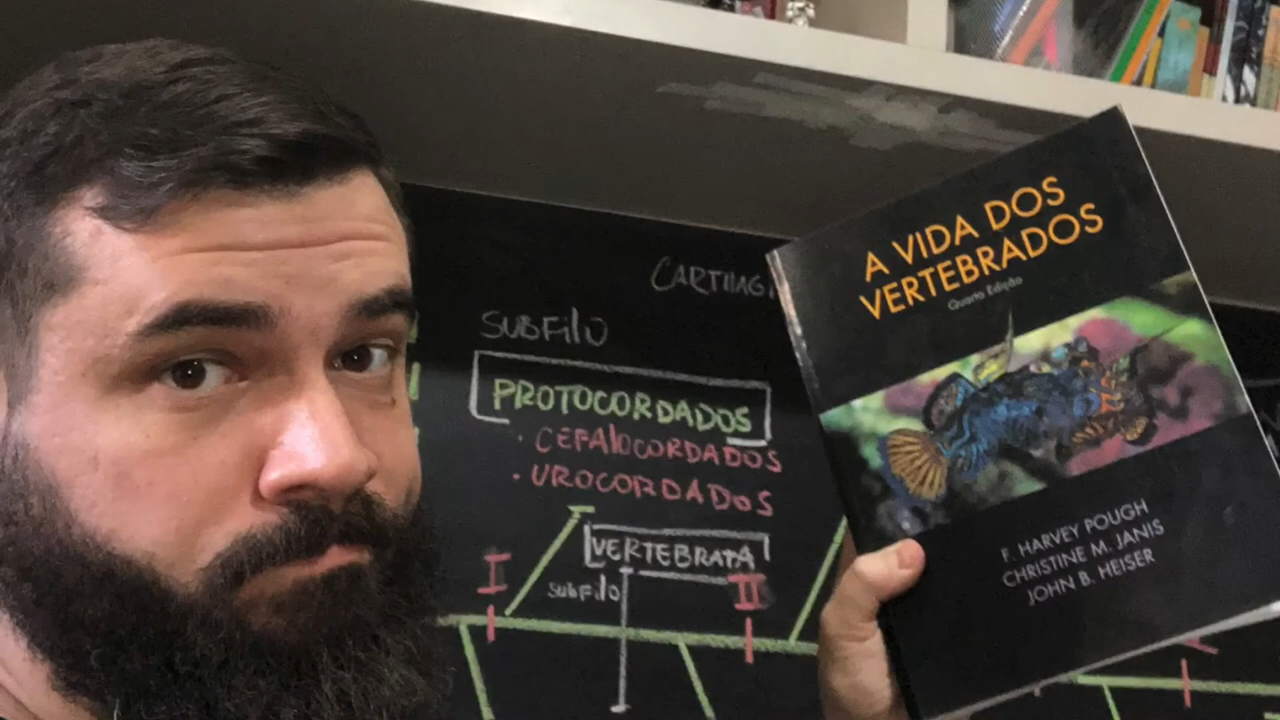 SUBFILO
PROTOCORDADOS
· CEFALOCORDADOS
· UROCORDADOS
VERTEBRATA
SUBFILO
I
II
A VIDA DOS
VERTEBRADOS
Quarta Edição
F. HARVEY POUGH
CHRISTINE M. JANIS
JOHN B. HEISER